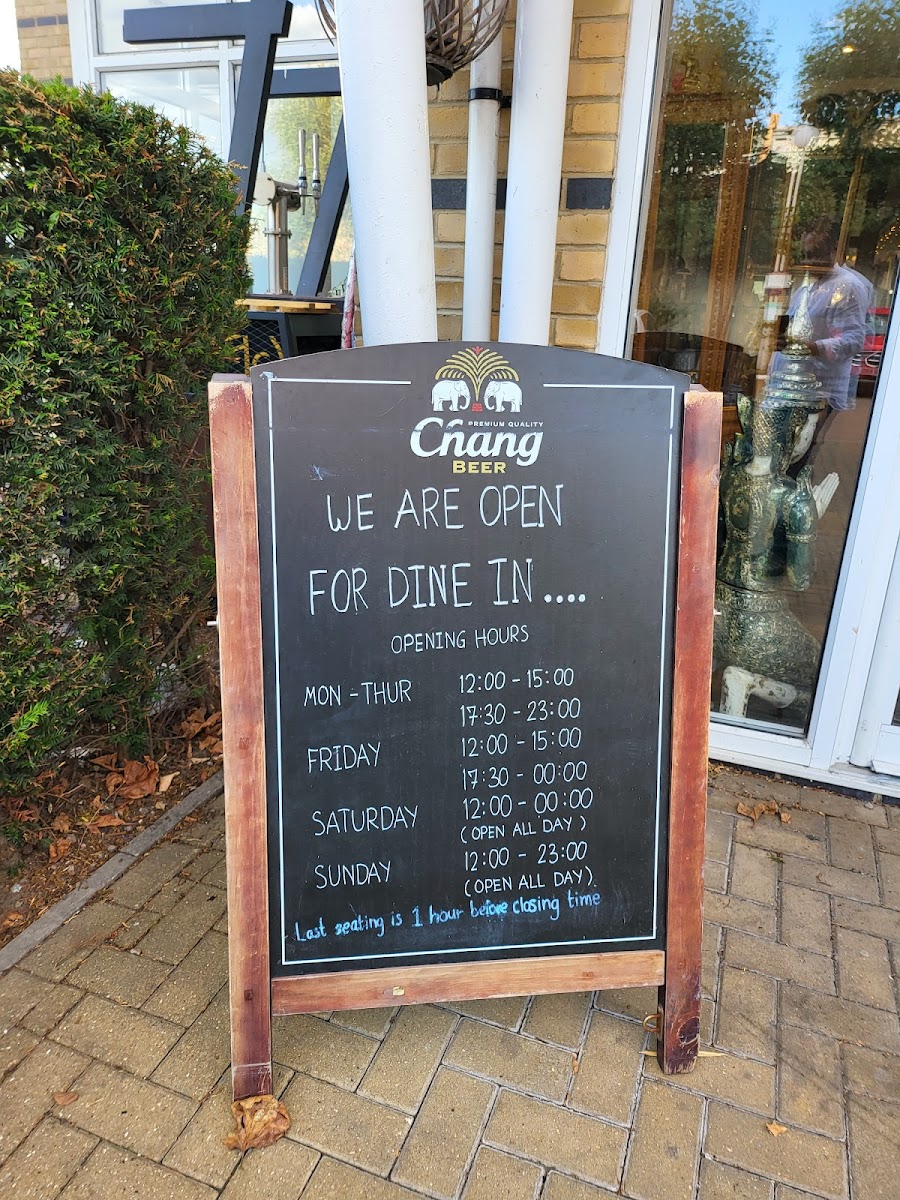 PREMIUM QUALITY
Chang
BEER
WE ARE OPEN
FOR DINE IN ....
OPENING HOURS
MON - THUR 12:00 - 15:00
17:30 - 23:00
FRIDAY 12:00 - 15:00
17:30 - 00:00
SATURDAY 12:00 - 00:00
( OPEN ALL DAY )
SUNDAY 12:00 - 23:00
( OPEN ALL DAY ).
Last seating is 1 hour before closing time